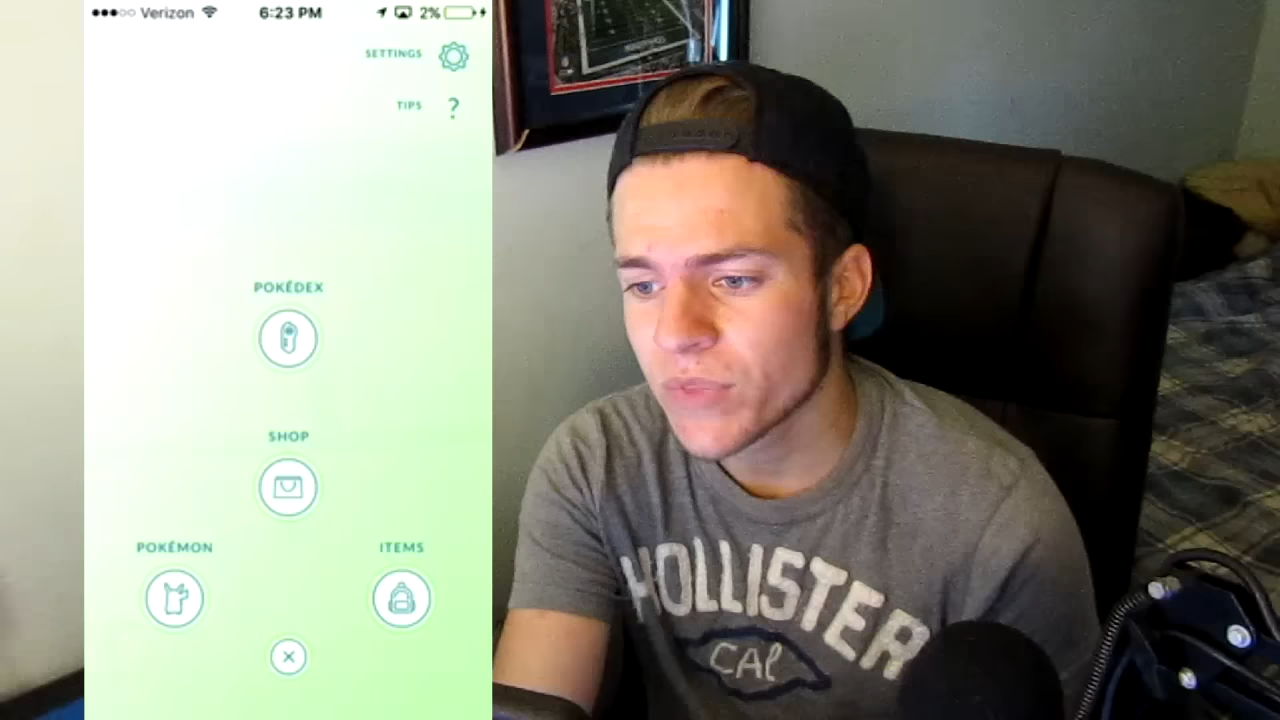 Verizon 6:23 PM 2%
SETTINGS
TIPS ?
POKÉDEX
SHOP
POKÉMON ITEMS
HOLLISTER
CAL